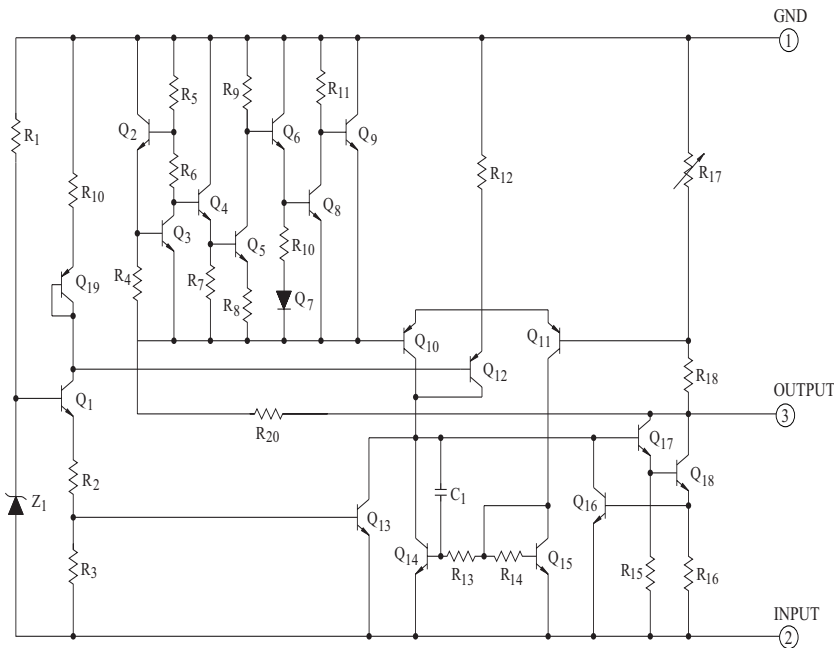 GND
1
R5
R9
R11
R1
Q2
Q6
Q9
R6
R12
R17
R10
Q4
Q8
Q3
Q5
R10
Q19
R4
R7
R8
Q7
Q10
Q11
Q12
R18
Q1
OUTPUT
3
R20
Q17
R2
C1
Q18
Z1
Q16
Q13
Q14
R13
R14
Q15
R3
R15
R16
INPUT
2